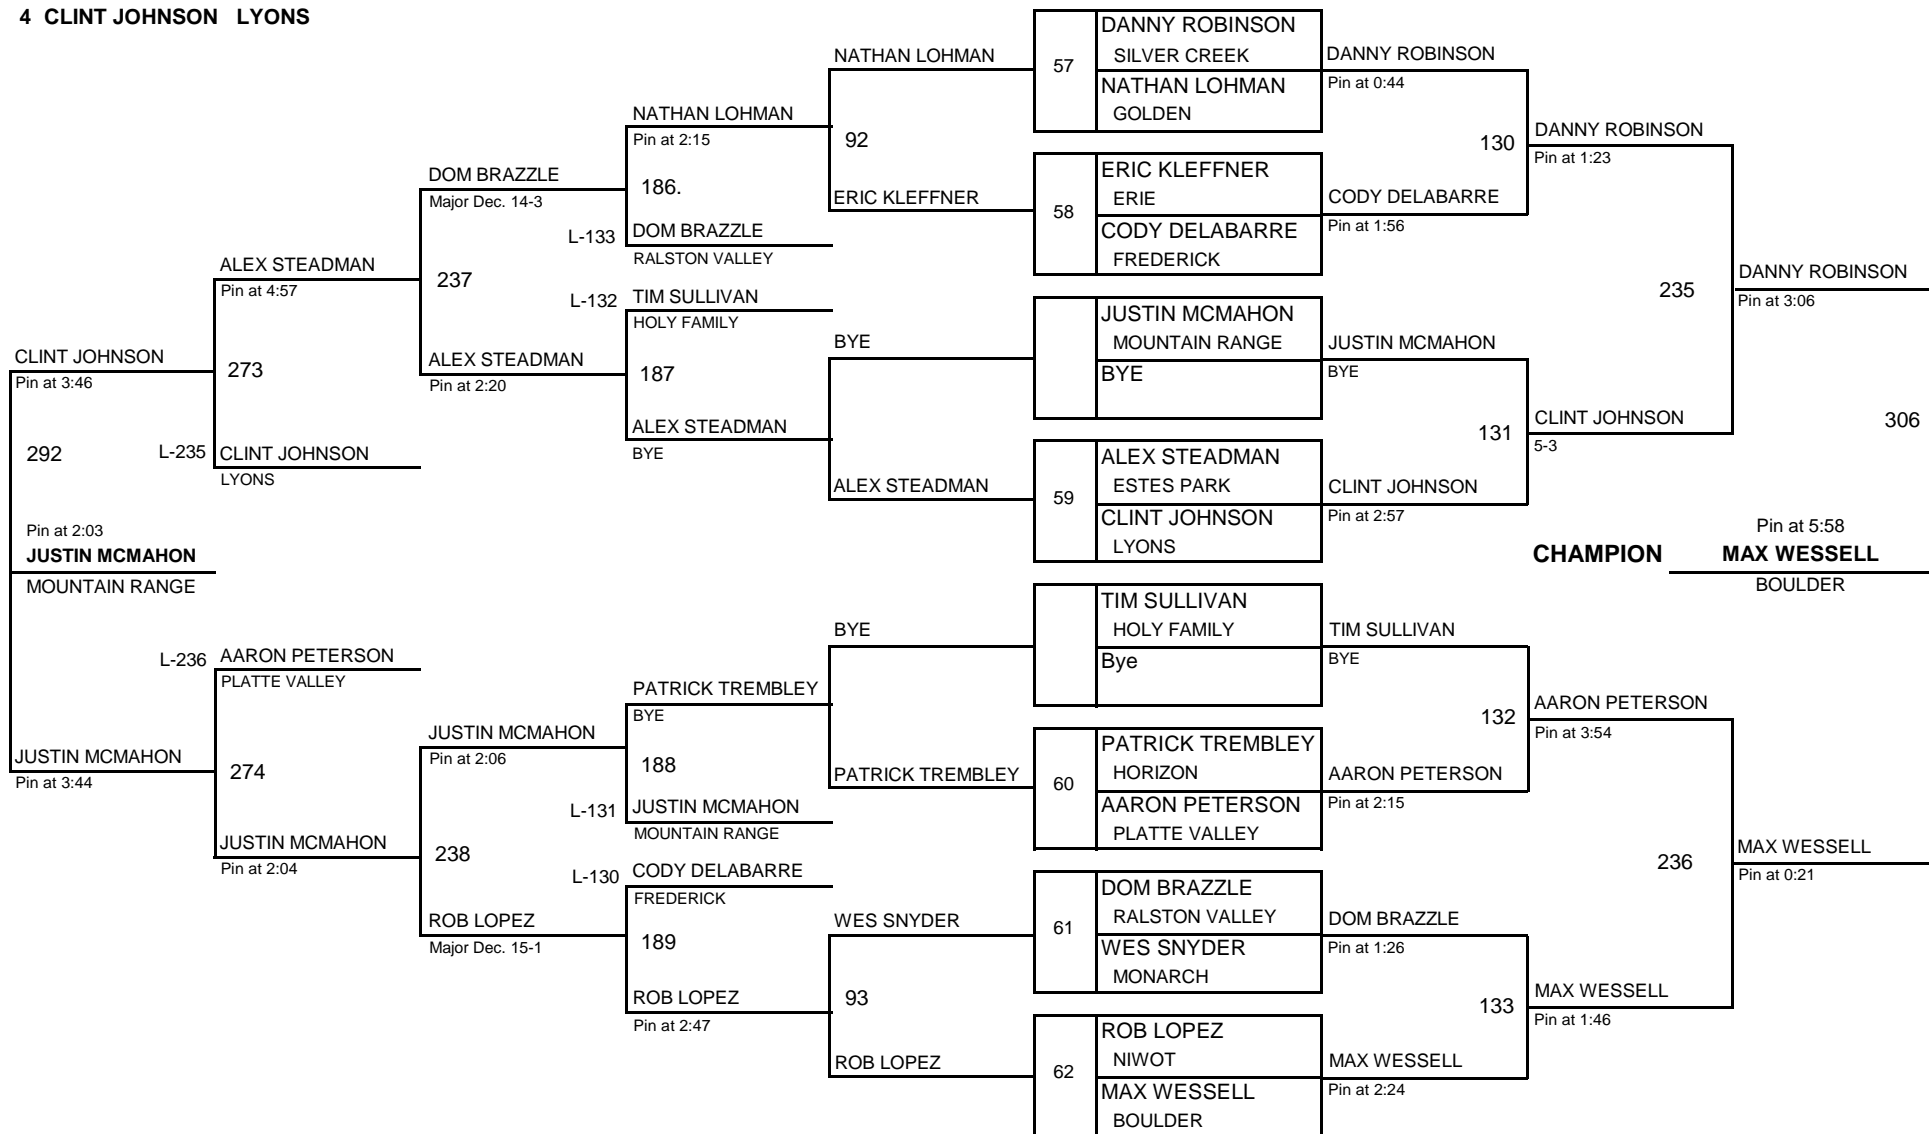 4 CLINT JOHNSON LYONS
DANNY ROBINSON
SILVER CREEK
57
NATHAN LOHMAN
GOLDEN
ERIC KLEFFNER
ERIE
58
CODY DELABARRE
FREDERICK
JUSTIN MCMAHON
MOUNTAIN RANGE
BYE
ALEX STEADMAN
ESTES PARK
59
CLINT JOHNSON
LYONS
TIM SULLIVAN
HOLY FAMILY
Bye
PATRICK TREMBLEY
HORIZON
60
AARON PETERSON
PLATTE VALLEY
DOM BRAZZLE
RALSTON VALLEY
61
WES SNYDER
MONARCH
ROB LOPEZ
NIWOT
62
MAX WESSELL
BOULDER
DANNY ROBINSON
Pin at 0:44
130
CODY DELABARRE
Pin at 1:56
JUSTIN MCMAHON
BYE
131
CLINT JOHNSON
Pin at 2:57
TIM SULLIVAN
BYE
132
AARON PETERSON
Pin at 2:15
DOM BRAZZLE
Pin at 1:26
133
MAX WESSELL
Pin at 2:24
DANNY ROBINSON
Pin at 1:23
235
CLINT JOHNSON
5-3
AARON PETERSON
Pin at 3:54
236
MAX WESSELL
Pin at 1:46
DANNY ROBINSON
Pin at 3:06
306
Pin at 5:58
CHAMPION MAX WESSELL
BOULDER
MAX WESSELL
Pin at 0:21
NATHAN LOHMAN
92
ERIC KLEFFNER
BYE
ALEX STEADMAN
BYE
PATRICK TREMBLEY
WES SNYDER
93
ROB LOPEZ
NATHAN LOHMAN
Pin at 2:15
186.
L-133 DOM BRAZZLE
RALSTON VALLEY
L-132 TIM SULLIVAN
HOLY FAMILY
187
ALEX STEADMAN
BYE
PATRICK TREMBLEY
BYE
188
L-131 JUSTIN MCMAHON
MOUNTAIN RANGE
L-130 CODY DELABARRE
FREDERICK
189
ROB LOPEZ
Pin at 2:47
DOM BRAZZLE
Major Dec. 14-3
237
ALEX STEADMAN
Pin at 2:20
JUSTIN MCMAHON
Pin at 2:06
238
ROB LOPEZ
Major Dec. 15-1
ALEX STEADMAN
Pin at 4:57
273
L-235 CLINT JOHNSON
LYONS
L-236 AARON PETERSON
PLATTE VALLEY
274
JUSTIN MCMAHON
Pin at 2:04
CLINT JOHNSON
Pin at 3:46
292
Pin at 2:03
JUSTIN MCMAHON
MOUNTAIN RANGE
JUSTIN MCMAHON
Pin at 3:44